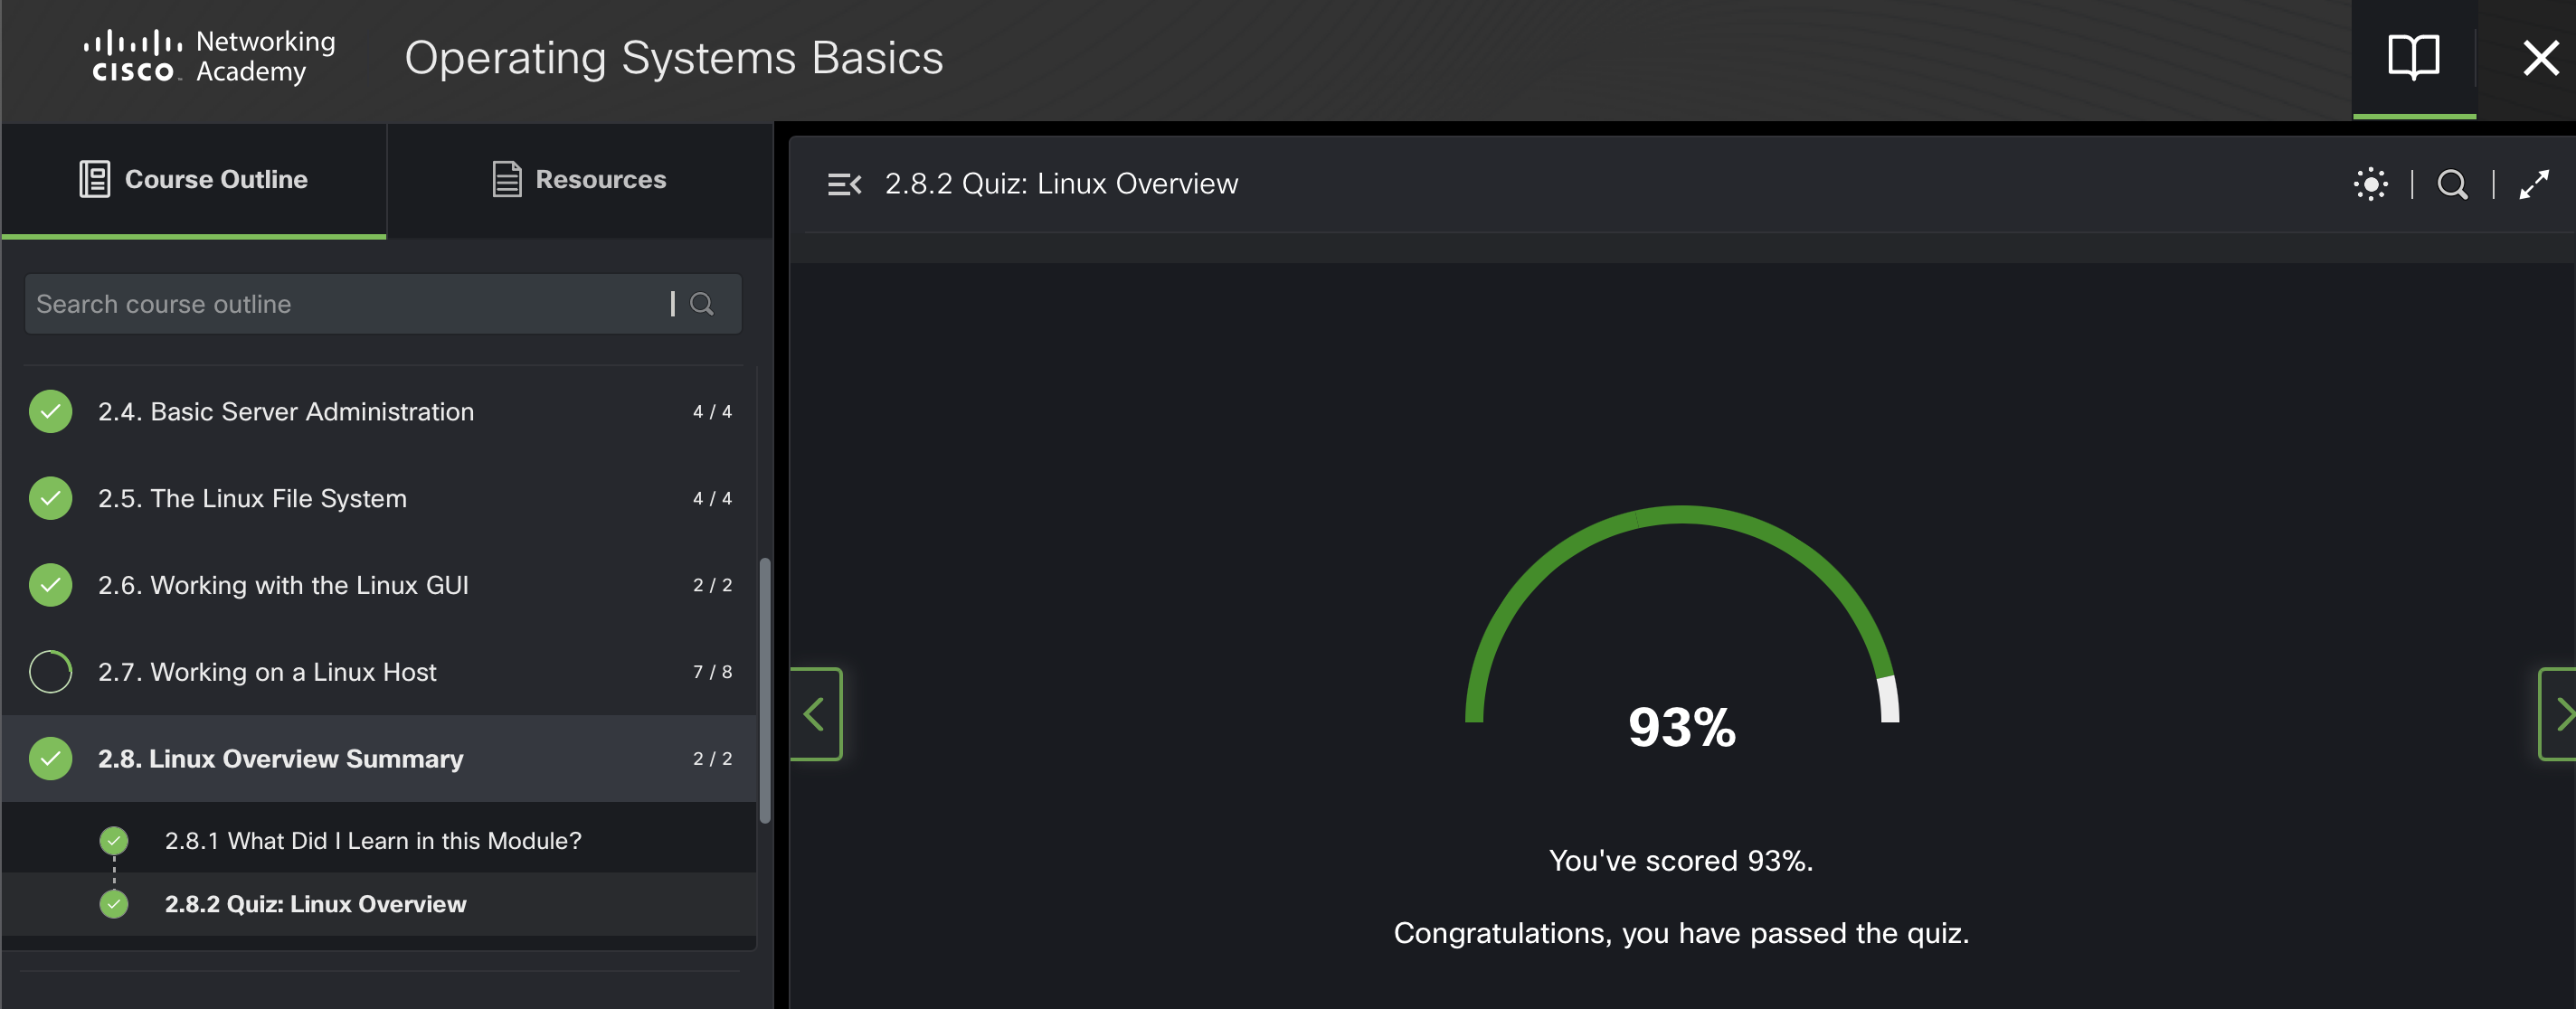 Networking
CISCO Academy
Operating Systems Basics
Course Outline
Resources
Search course outline
2.4. Basic Server Administration 4 / 4
2.5. The Linux File System 4 / 4
2.6. Working with the Linux GUI 2 / 2
2.7. Working on a Linux Host 7 / 8
2.8. Linux Overview Summary 2 / 2
2.8.1 What Did I Learn in this Module?
2.8.2 Quiz: Linux Overview
2.8.2 Quiz: Linux Overview
93%
You've scored 93%.
Congratulations, you have passed the quiz.